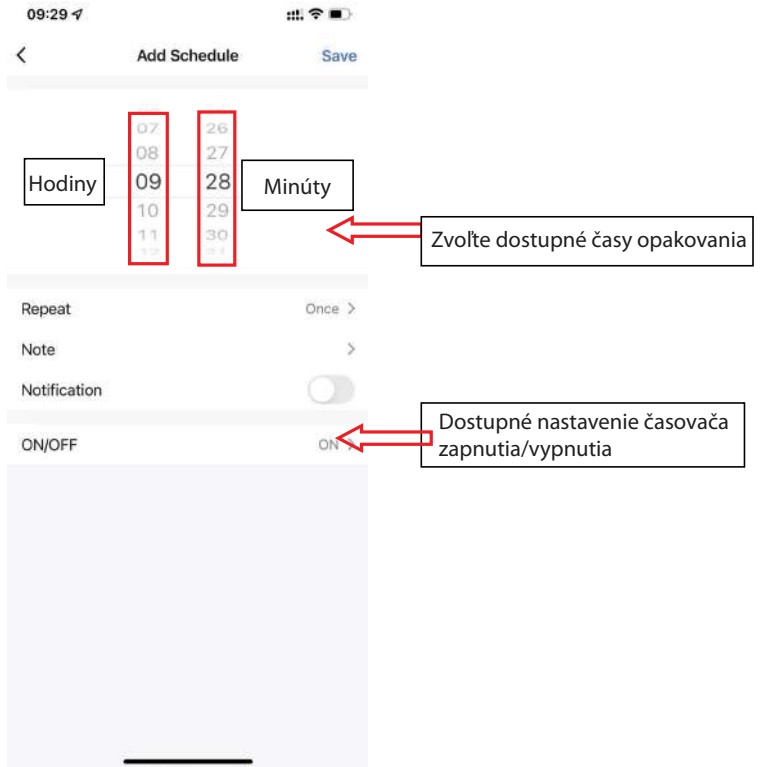 09:29
Add Schedule Save
07 26
08 27
Hodiny 09 28 Minúty
10 29
11 30
Zvoľte dostupné časy opakovania
Repeat Once
Note
Notification
Dostupné nastavenie časovača
zapnutia/vypnutia
ON/OFF ON